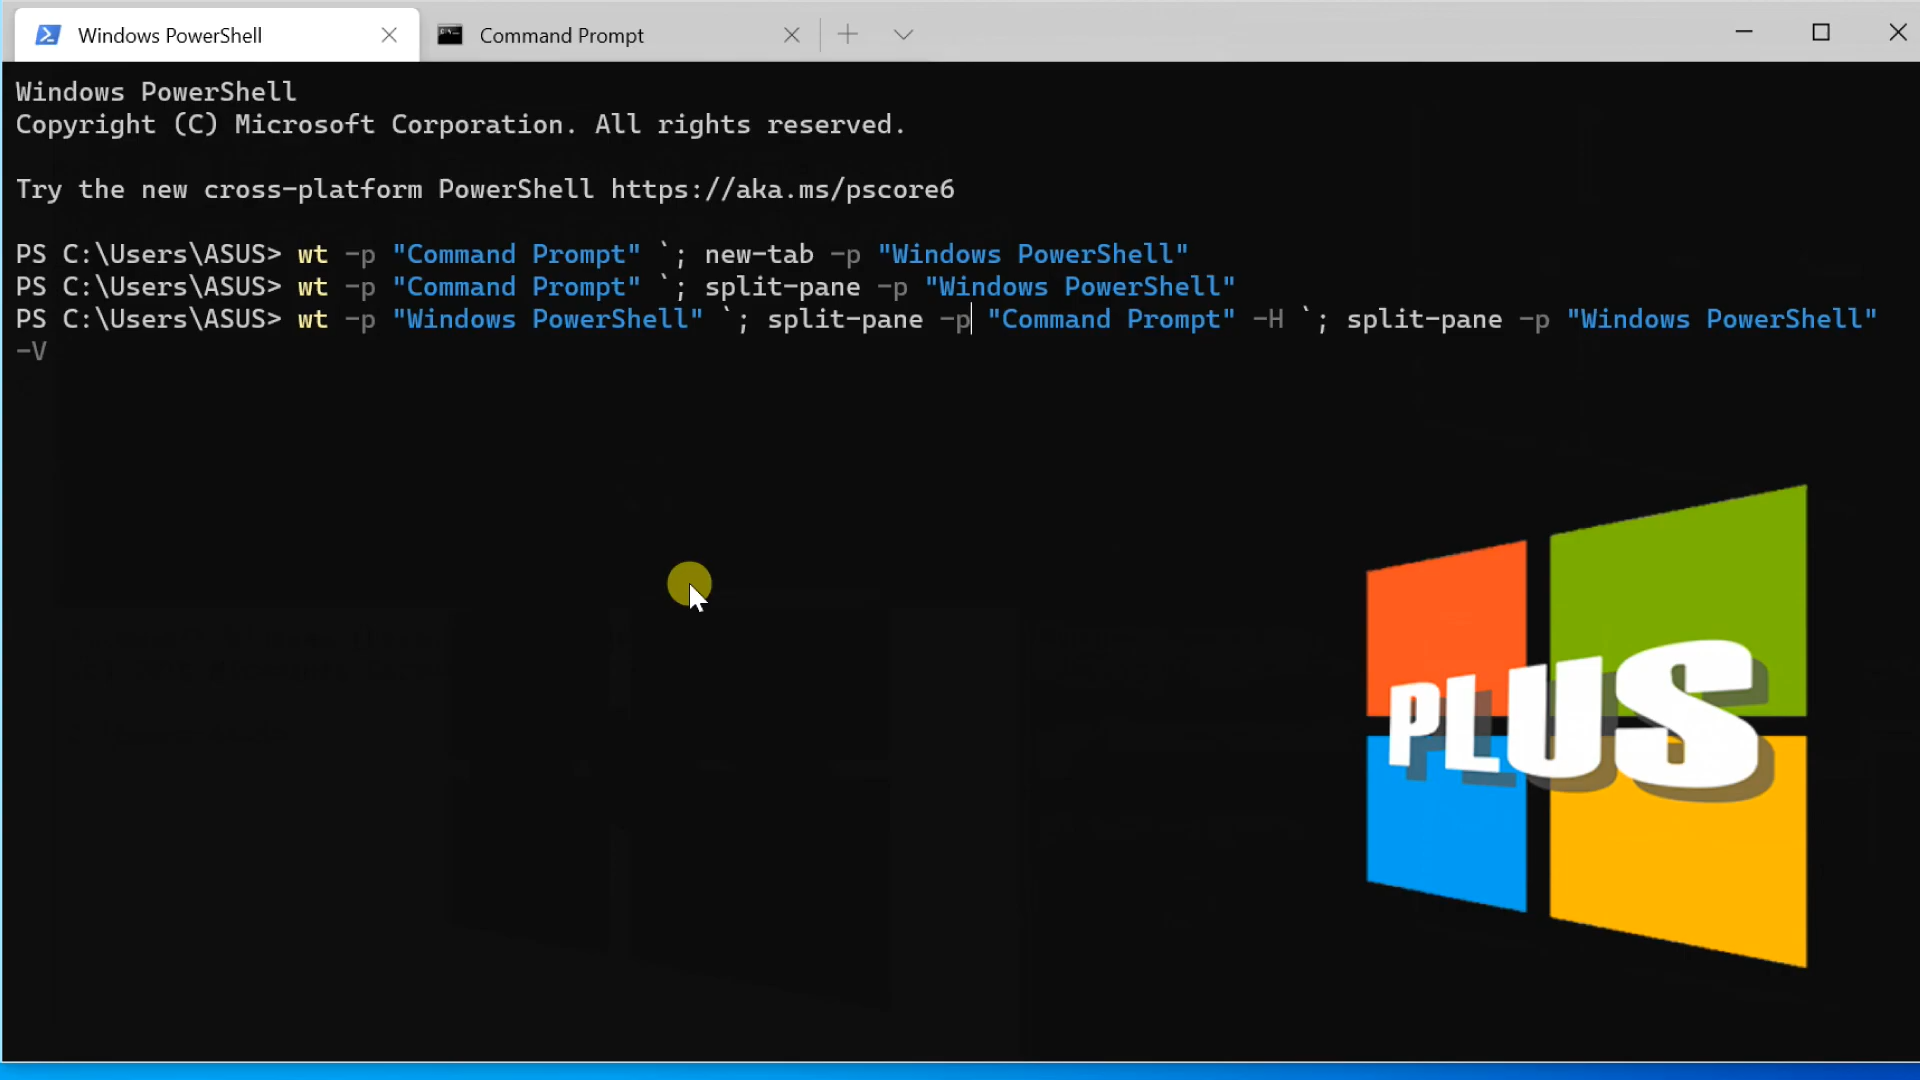 Windows PowerShell
Command Prompt
Windows PowerShell
Copyright (C) Microsoft Corporation. All rights reserved.
Try the new cross-platform PowerShell https://aka.ms/pscore6
PS C:\Users\ASUS> wt -p "Command Prompt" `; new-tab -p "Windows PowerShell"
PS C:\Users\ASUS> wt -p "Command Prompt" `; split-pane -p "Windows PowerShell"
PS C:\Users\ASUS> wt -p "Windows PowerShell" `; split-pane -p "Command Prompt" -H `; split-pane -p "Windows PowerShell"
-V
PLUS